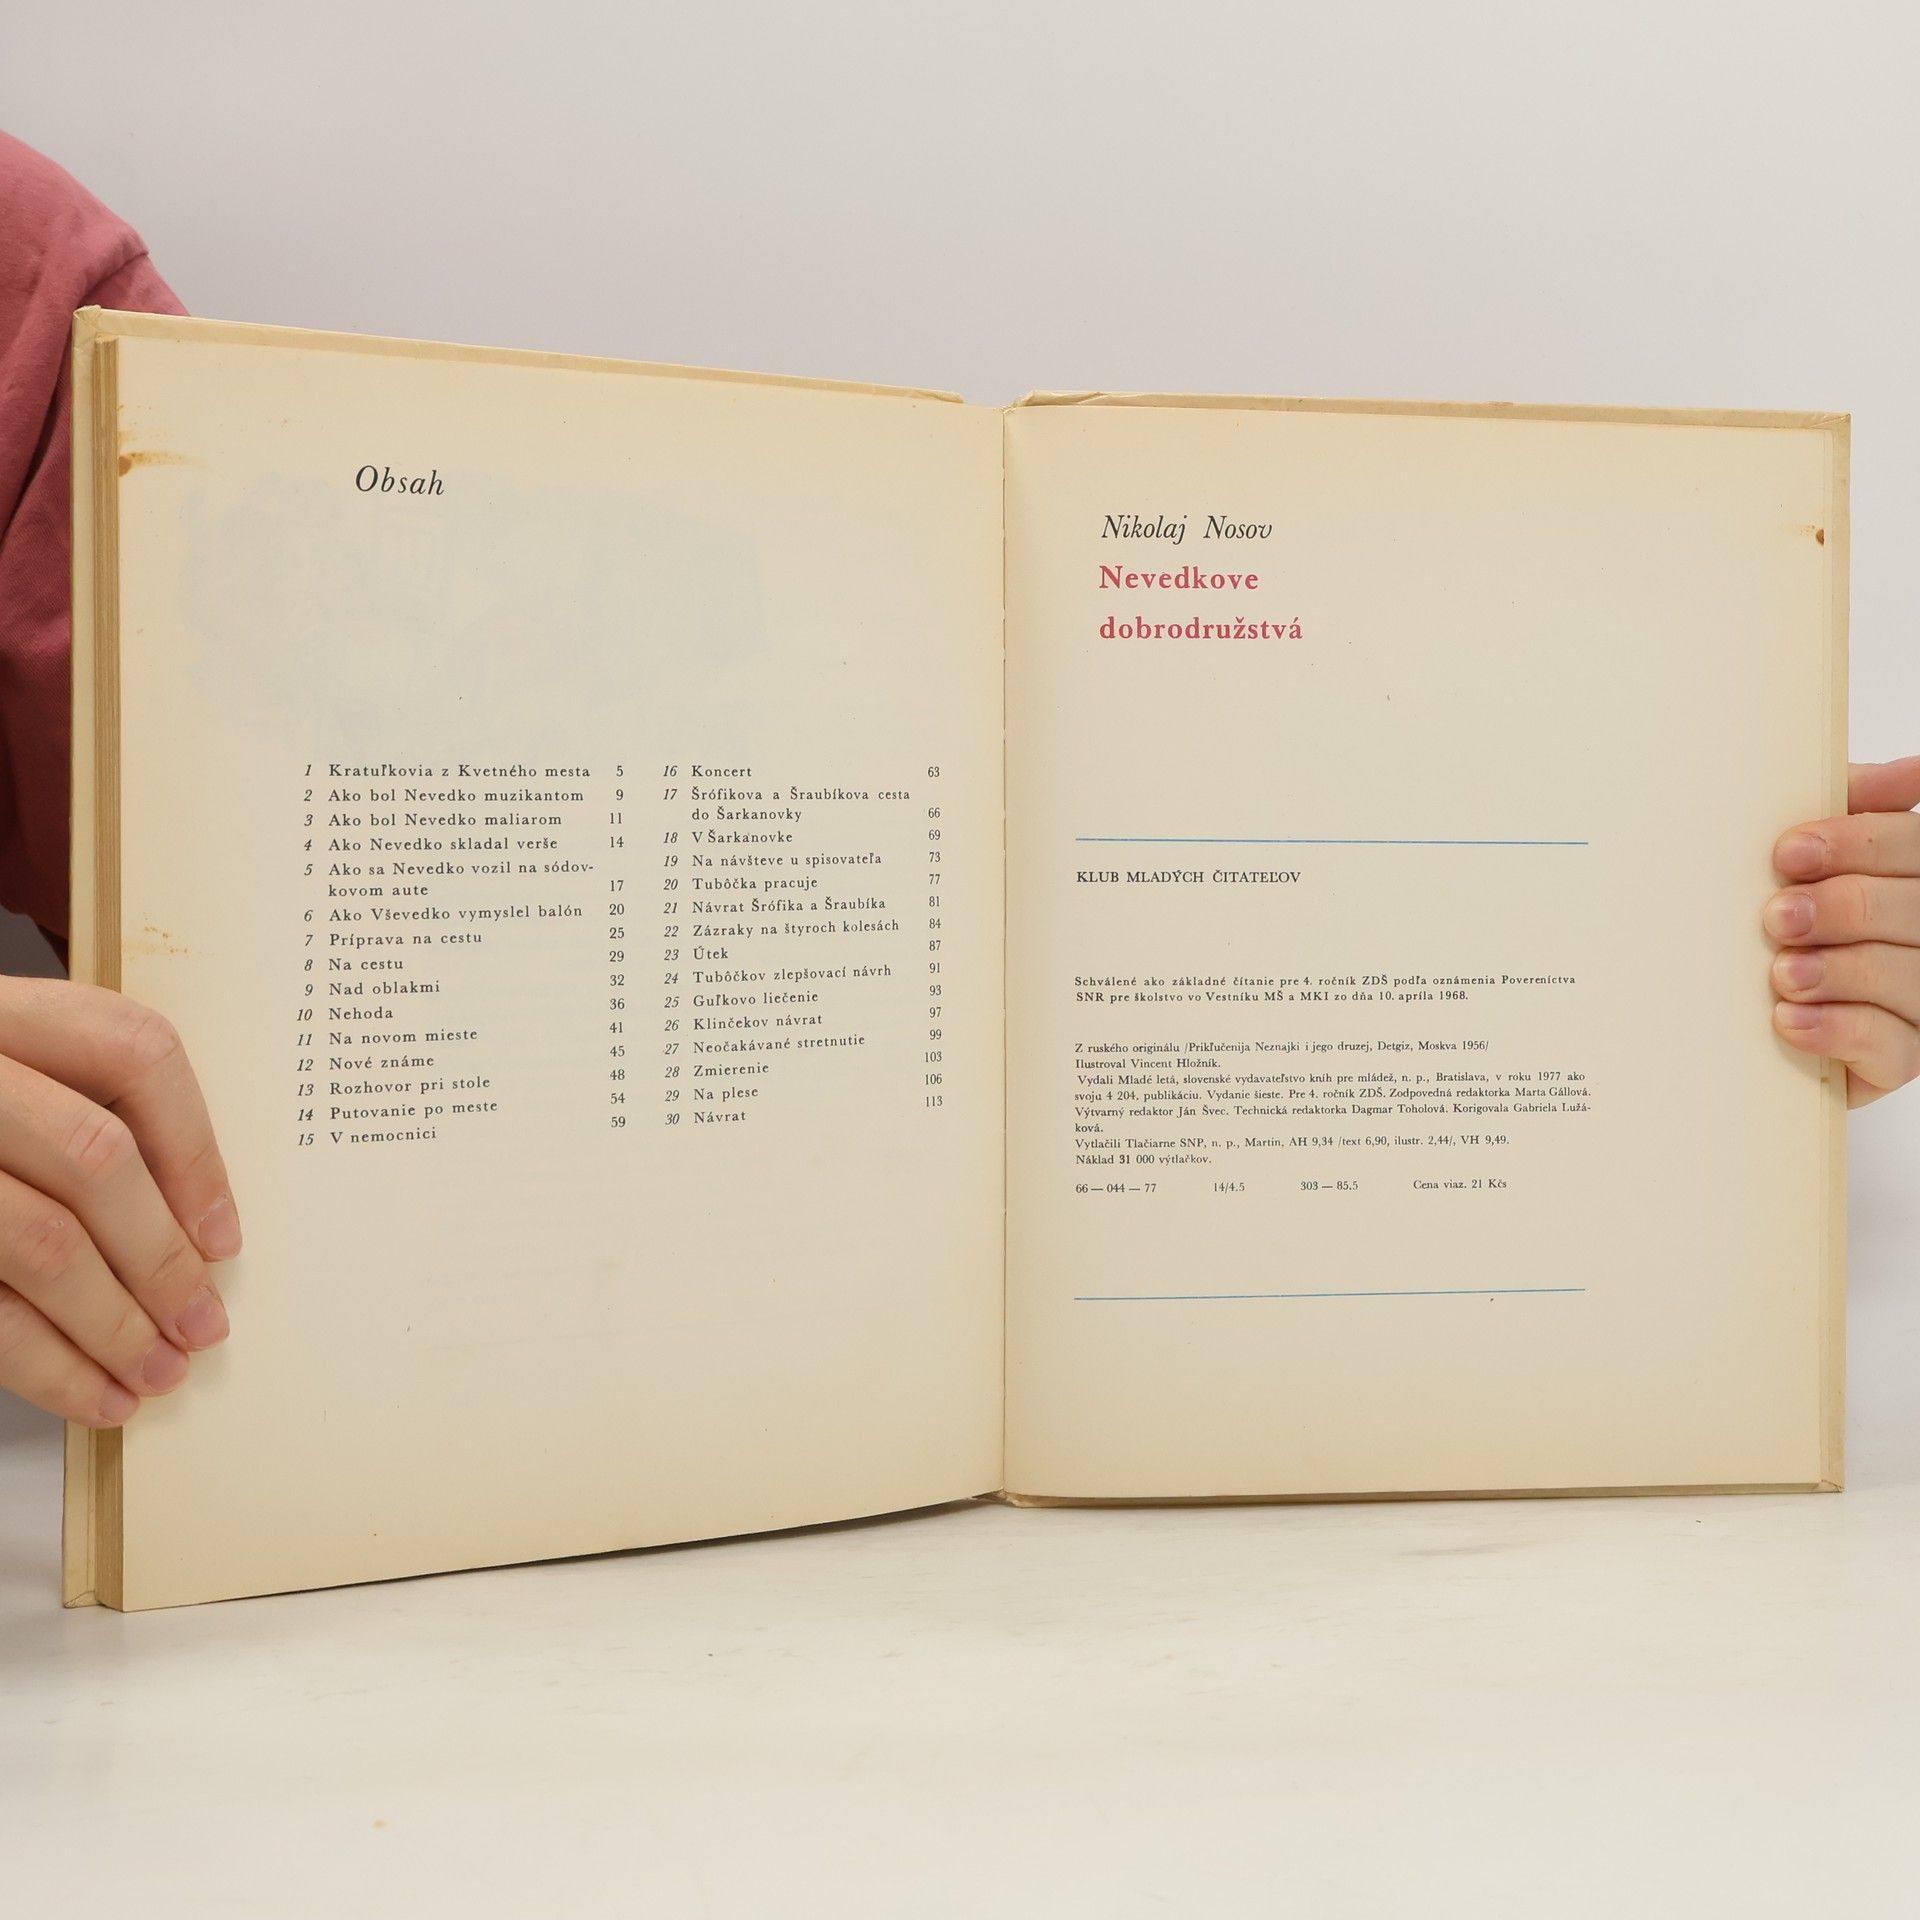 Obsah
1 Kratuľkovia z Kvetného mesta 5
2 Ako bol Nevedko muzikantom 9
3 Ako bol Nevedko maliarom 11
4 Ako Nevedko skladal verše 14
5 Ako sa Nevedko vozil na sódov-
kovom aute 17
6 Ako Vševedko vymyslel balón 20
7 Príprava na cestu 25
8 Na cestu 29
9 Nad oblakmi 32
10 Nehoda 36
11 Na novom mieste 41
12 Nové známe 45
13 Rozhovor pri stole 48
14 Putovanie po meste 54
15 V nemocnici 59
16 Koncert 63
17 Šrófikova a Šraubíkova cesta
do Šarkanovky 66
18 V Šarkanovke 69
19 Na návšteve u spisovateľa 73
20 Tubôčka pracuje 77
21 Návrat Šrófika a Šraubíka 81
22 Zázraky na štyroch kolesách 84
23 Útek 87
24 Tubôčkov zlepšovací návrh 91
25 Guľkovo liečenie 93
26 Klinčekov návrat 97
27 Neočakávané stretnutie 99
28 Zmierenie 103
29 Na plese 106
30 Návrat 113
Nikolaj Nosov
Nevedkove
dobrodružstvá
KLUB MLADÝCH ČITATEĽOV
Schválené ako základné čítanie pre 4. ročník ZDŠ podľa oznámenia Povereníctva
SNR pre školstvo vo Vestníku MŠ a MKI zo dňa 10. apríla 1968.
Z ruského originálu /Prikľučenija Neznajki i jego druzej, Detgiz, Moskva 1956/
Ilustroval Vincent Hložník.
Vydali Mladé letá, slovenské vydavateľstvo kníh pre mládež, n. p., Bratislava, v roku 1977 ako
svoju 4 204. publikáciu. Vydanie šieste. Pre 4. ročník ZDŠ. Zodpovedná redaktorka Marta Gállová.
Výtvarný redaktor Ján Švec. Technická redaktorka Dagmar Toholová. Korigovala Gabriela Lužá-
ková.
Vytlačili Tlačiarne SNP, n. p., Martin, AH 9,34 /text 6,90, ilustr. 2,44/, VH 9,49.
Náklad 31 000 výtlačkov.
66 — 044 — 77 14/4.5 303 — 85.5 Cena viaz. 21 Kčs